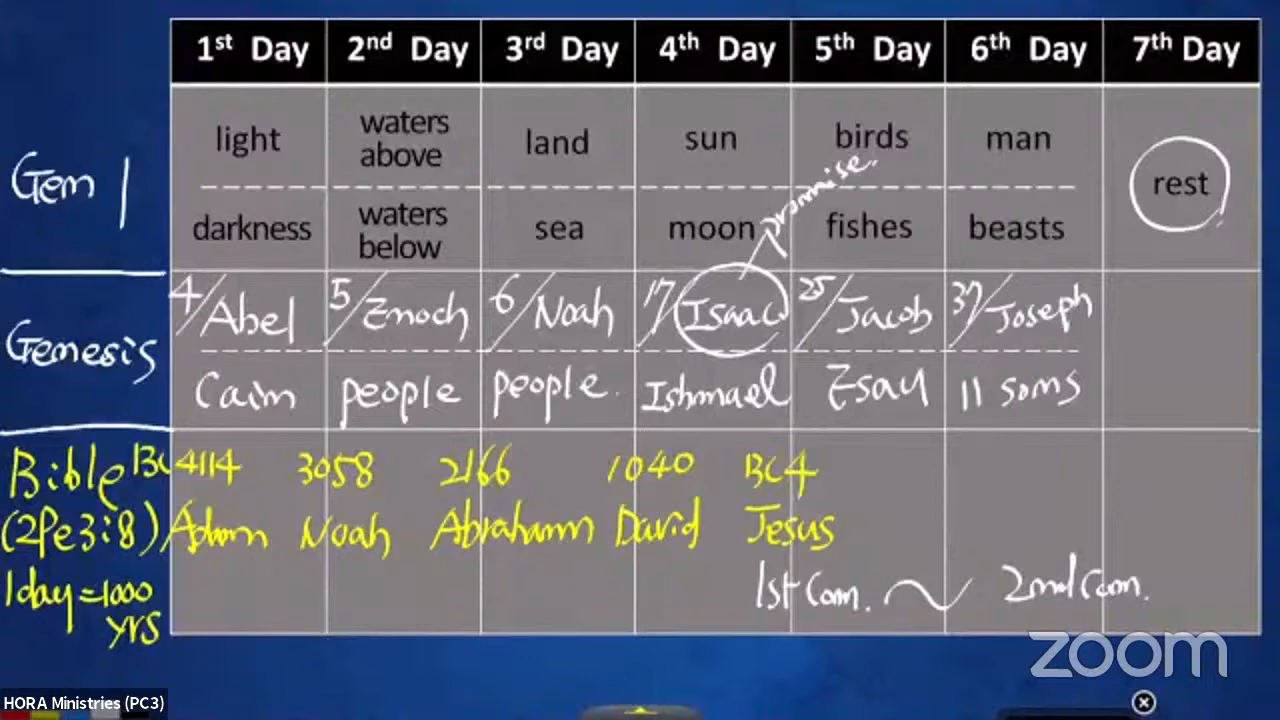 1st Day 2nd Day 3rd Day 4th Day 5th Day 6th Day 7th Day
light waters above land sun birds man
promise.
Gen 1
rest
darkness waters below sea moon fishes beasts
4/Abel 5/Enoch 6/Noah 17/Isaac 25/Jacob 37/Joseph
Genesis
Cain people people. Ishmael Esau 11 sons
Bible BC 4114 3058 2166 1040 BC 4
(2Pe3:8) Adam Noah Abraham David Jesus
1day=1000 1st Com. 2nd Com.
yrs
zoom
HORA Ministries (PC3)